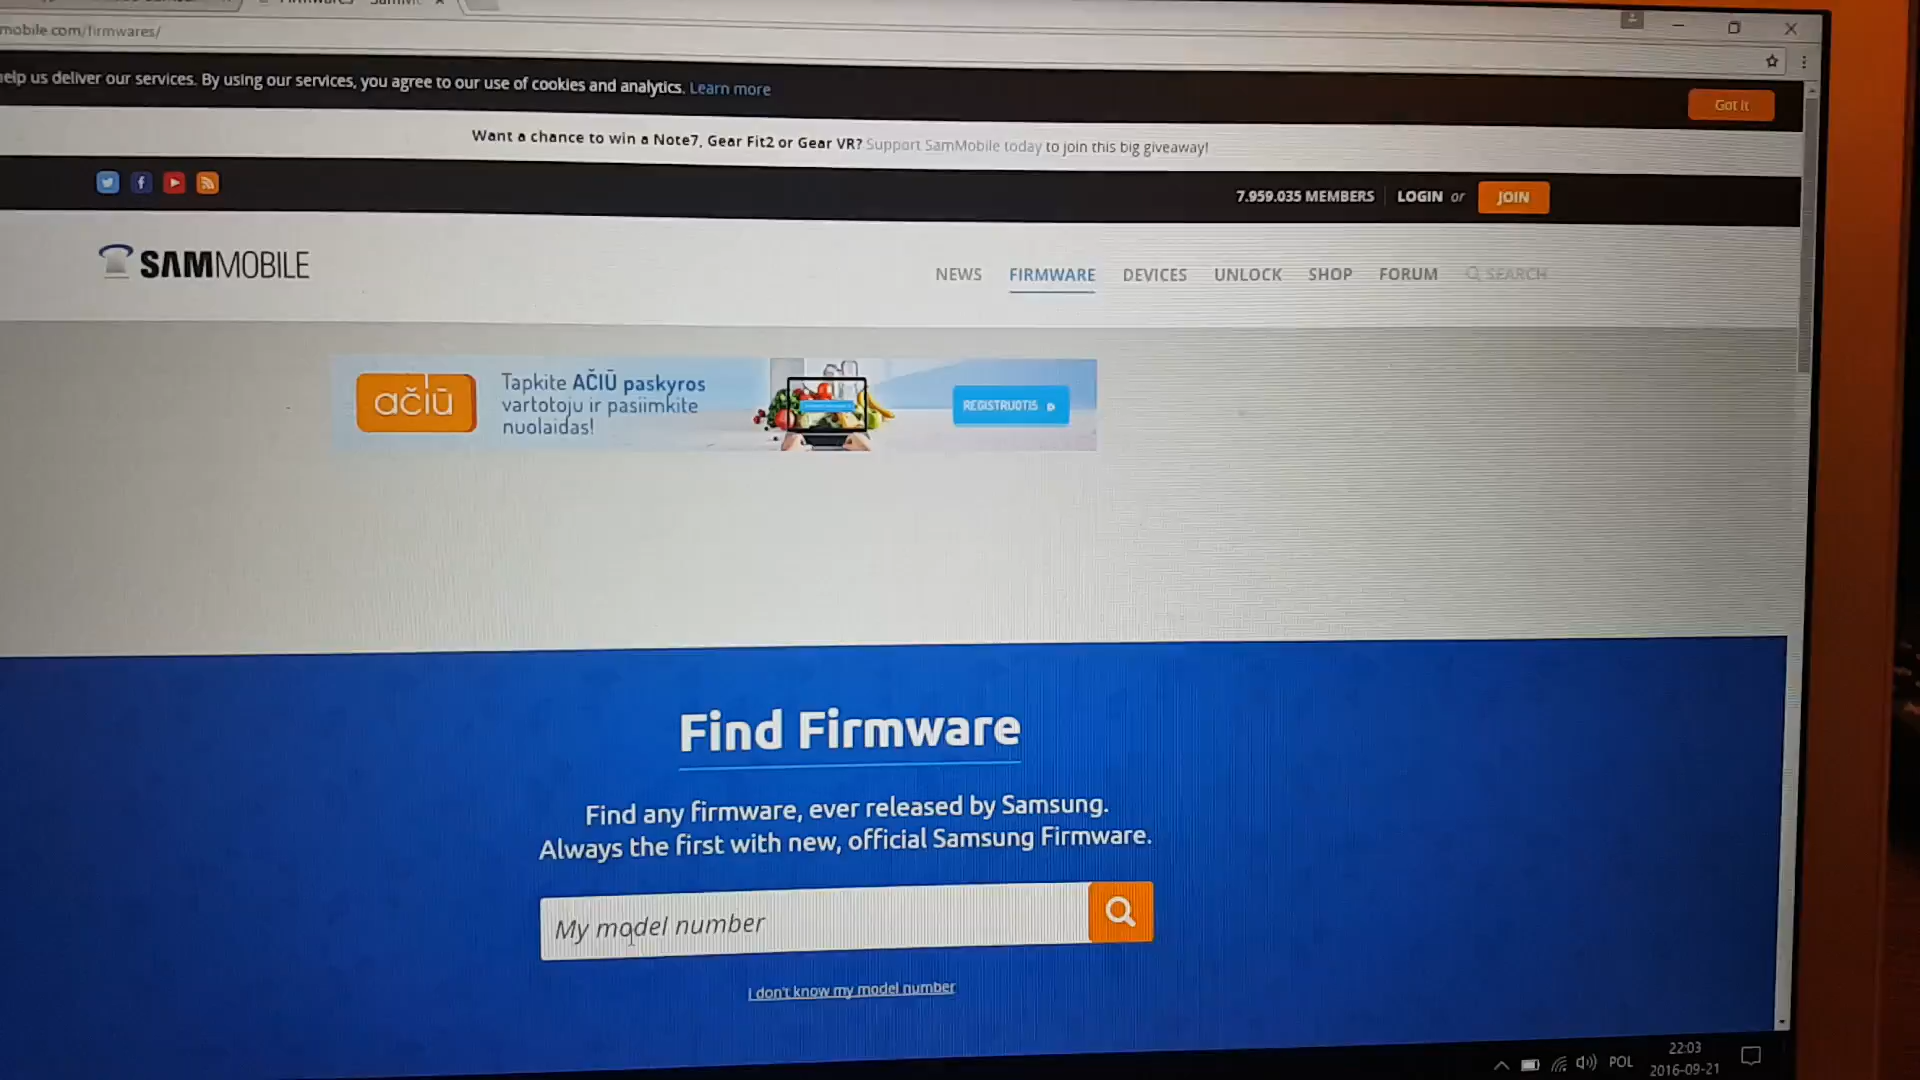 mobile.com/firmwares/
help us deliver our services. By using our services, you agree to our use of cookies and analytics. Learn more
Got it
Want a chance to win a Note7, Gear Fit2 or Gear VR? Support SamMobile today to join this big giveaway!
7.959.035 MEMBERS LOGIN or JOIN
SAMMOBILE
NEWS FIRMWARE DEVICES UNLOCK SHOP FORUM SEARCH
ačiū
Tapkite AČIŪ paskyros
vartotoju ir pasiimkite
nuolaidas!
REGISTRUOTIS
Find Firmware
Find any firmware, ever released by Samsung.
Always the first with new, official Samsung Firmware.
My model number
I don't know my model number
POL
22:03
2016-09-21